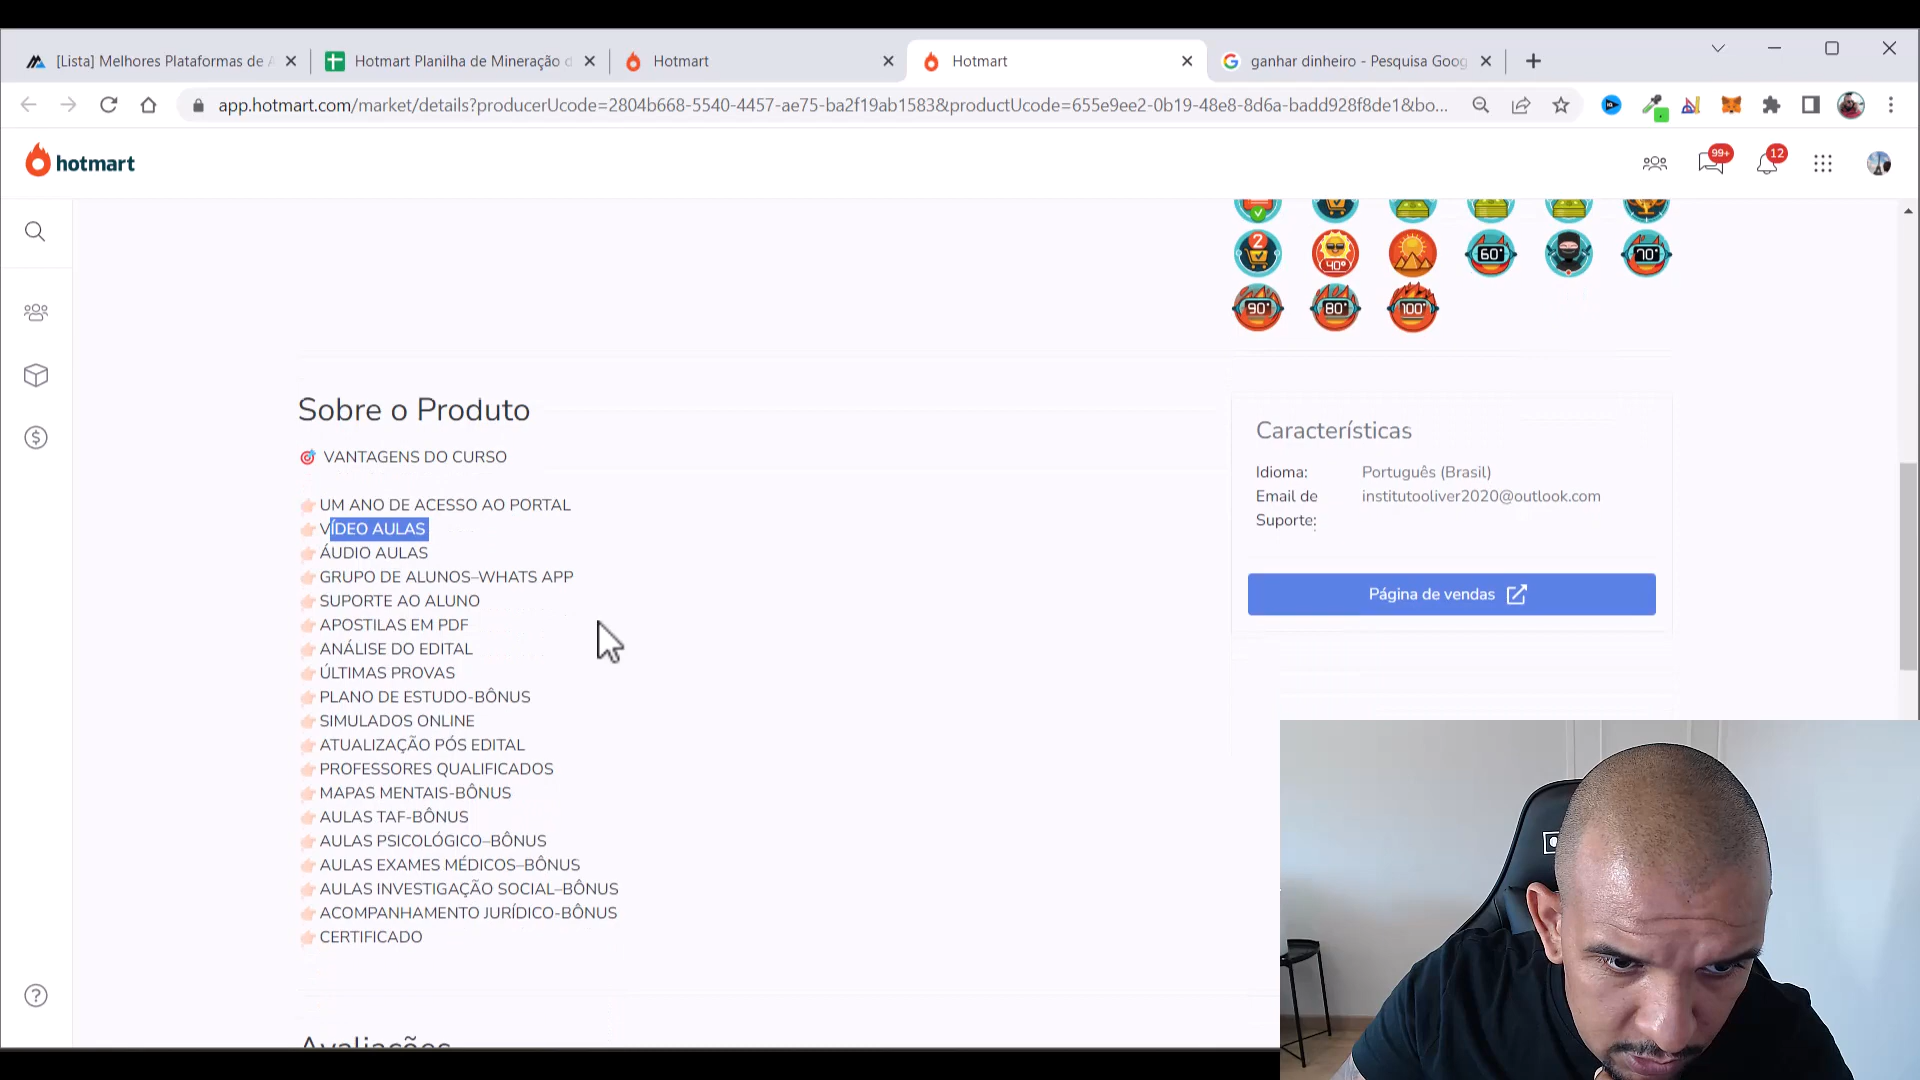 [Lista] Melhores Plataformas de A
Hotmart Planilha de Mineração d
Hotmart
Hotmart
ganhar dinheiro - Pesquisa Goog
app.hotmart.com/market/details?producerUcode=2804b668-5540-4457-ae75-ba2f19ab1583&productUcode=655e9ee2-0b19-48e8-8d6a-badd928f8de1&bo...
hotmart
99+
12
2
40º
60°
70°
90°
80°
100°
Sobre o Produto
VANTAGENS DO CURSO
UM ANO DE ACESSO AO PORTAL
VÍDEO AULAS
ÁUDIO AULAS
GRUPO DE ALUNOS–WHATS APP
SUPORTE AO ALUNO
APOSTILAS EM PDF
ANÁLISE DO EDITAL
ÚLTIMAS PROVAS
PLANO DE ESTUDO-BÔNUS
SIMULADOS ONLINE
ATUALIZAÇÃO PÓS EDITAL
PROFESSORES QUALIFICADOS
MAPAS MENTAIS-BÔNUS
AULAS TAF-BÔNUS
AULAS PSICOLÓGICO–BÔNUS
AULAS EXAMES MÉDICOS–BÔNUS
AULAS INVESTIGAÇÃO SOCIAL–BÔNUS
ACOMPANHAMENTO JURÍDICO-BÔNUS
CERTIFICADO
Avaliações
Características
Idioma: Português (Brasil)
Email de Suporte: institutooliver2020@outlook.com
Página de vendas